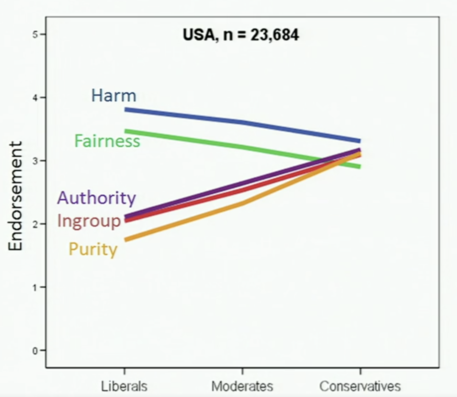 USA, n = 23,684
Endorsement
5
4
3
2
1
0
Harm
Fairness
Authority
Ingroup
Purity
Liberals Moderates Conservatives